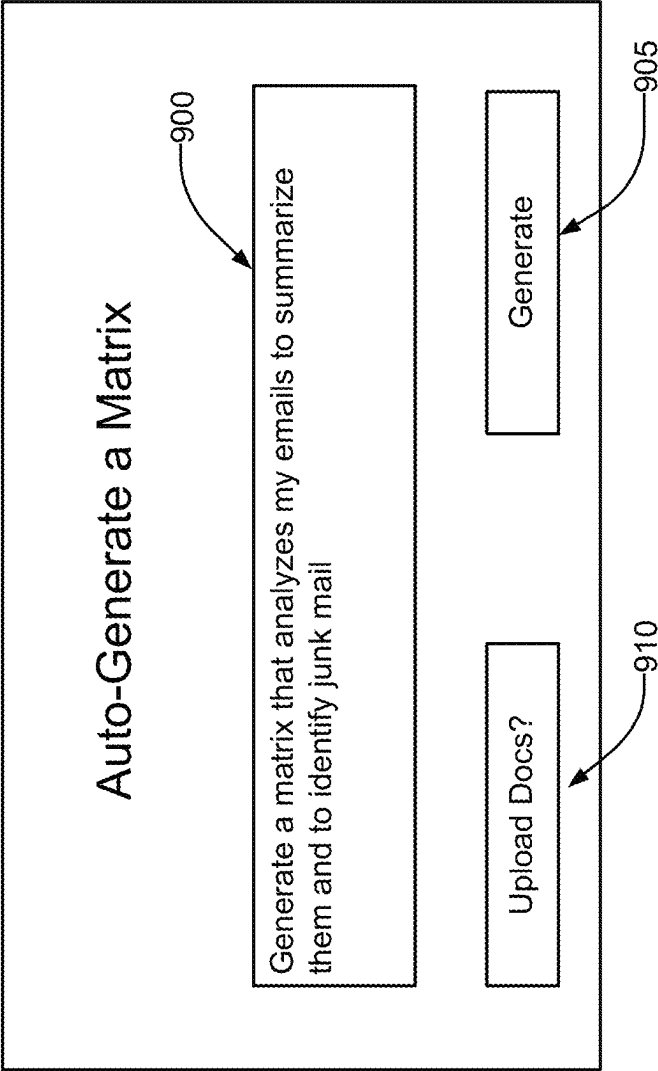 Auto-Generate a Matrix
900
Generate a matrix that analyzes my emails to summarize
them and to identify junk mail
Upload Docs?
Generate
910
905